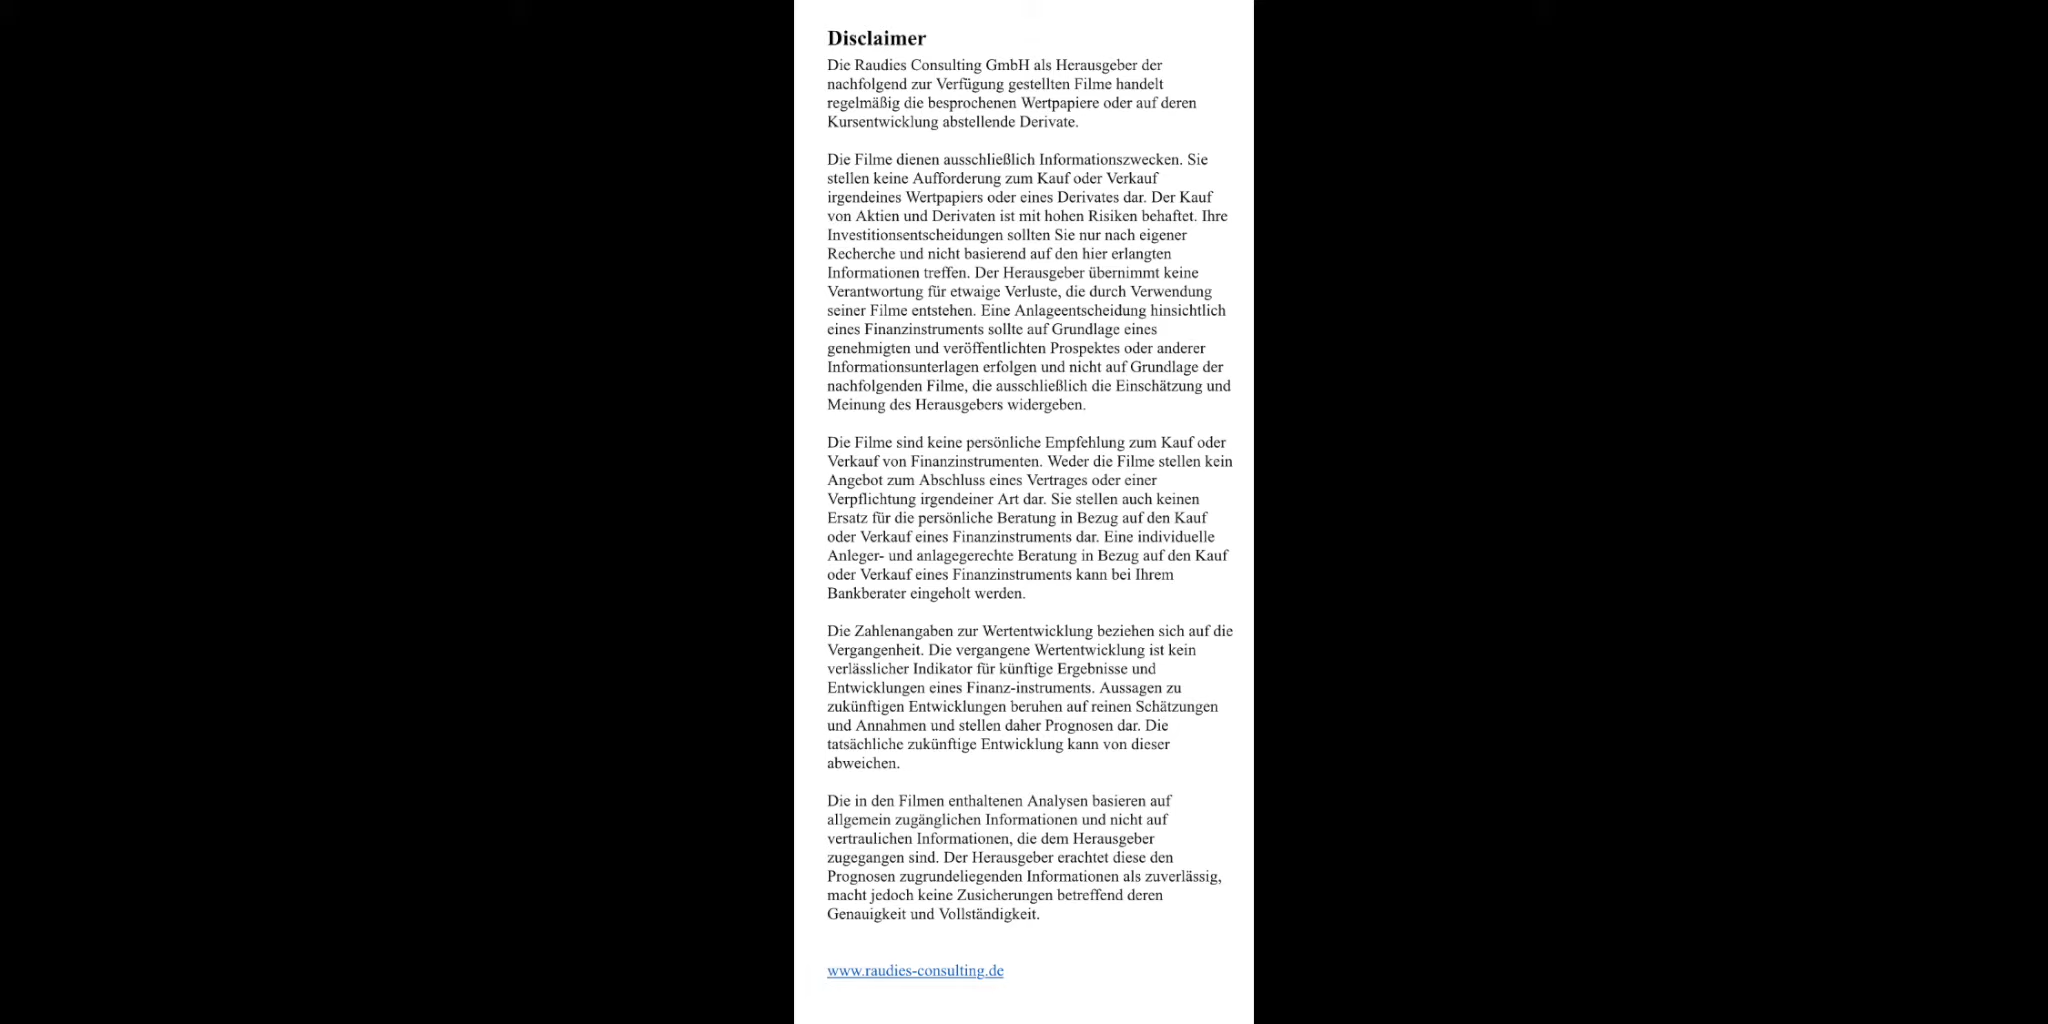 Disclaimer
Die Raudies Consulting GmbH als Herausgeber der
nachfolgend zur Verfügung gestellten Filme handelt
regelmäßig die besprochenen Wertpapiere oder auf deren
Kursentwicklung abstellende Derivate.
Die Filme dienen ausschließlich Informationszwecken. Sie
stellen keine Aufforderung zum Kauf oder Verkauf
irgendeines Wertpapiers oder eines Derivates dar. Der Kauf
von Aktien und Derivaten ist mit hohen Risiken behaftet. Ihre
Investitionsentscheidungen sollten Sie nur nach eigener
Recherche und nicht basierend auf den hier erlangten
Informationen treffen. Der Herausgeber übernimmt keine
Verantwortung für etwaige Verluste, die durch Verwendung
seiner Filme entstehen. Eine Anlageentscheidung hinsichtlich
eines Finanzinstruments sollte auf Grundlage eines
genehmigten und veröffentlichten Prospektes oder anderer
Informationsunterlagen erfolgen und nicht auf Grundlage der
nachfolgenden Filme, die ausschließlich die Einschätzung und
Meinung des Herausgebers widergeben.
Die Filme sind keine persönliche Empfehlung zum Kauf oder
Verkauf von Finanzinstrumenten. Weder die Filme stellen kein
Angebot zum Abschluss eines Vertrages oder einer
Verpflichtung irgendeiner Art dar. Sie stellen auch keinen
Ersatz für die persönliche Beratung in Bezug auf den Kauf
oder Verkauf eines Finanzinstruments dar. Eine individuelle
Anleger- und anlagegerechte Beratung in Bezug auf den Kauf
oder Verkauf eines Finanzinstruments kann bei Ihrem
Bankberater eingeholt werden.
Die Zahlenangaben zur Wertentwicklung beziehen sich auf die
Vergangenheit. Die vergangene Wertentwicklung ist kein
verlässlicher Indikator für künftige Ergebnisse und
Entwicklungen eines Finanz-instruments. Aussagen zu
zukünftigen Entwicklungen beruhen auf reinen Schätzungen
und Annahmen und stellen daher Prognosen dar. Die
tatsächliche zukünftige Entwicklung kann von dieser
abweichen.
Die in den Filmen enthaltenen Analysen basieren auf
allgemein zugänglichen Informationen und nicht auf
vertraulichen Informationen, die dem Herausgeber
zugegangen sind. Der Herausgeber erachtet diese den
Prognosen zugrundeliegenden Informationen als zuverlässig,
macht jedoch keine Zusicherungen betreffend deren
Genauigkeit und Vollständigkeit.
www.raudies-consulting.de